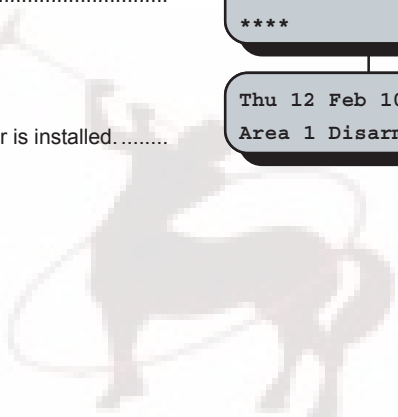 ****
r is installed. ........
Thu 12 Feb 10
Area 1 Disarm